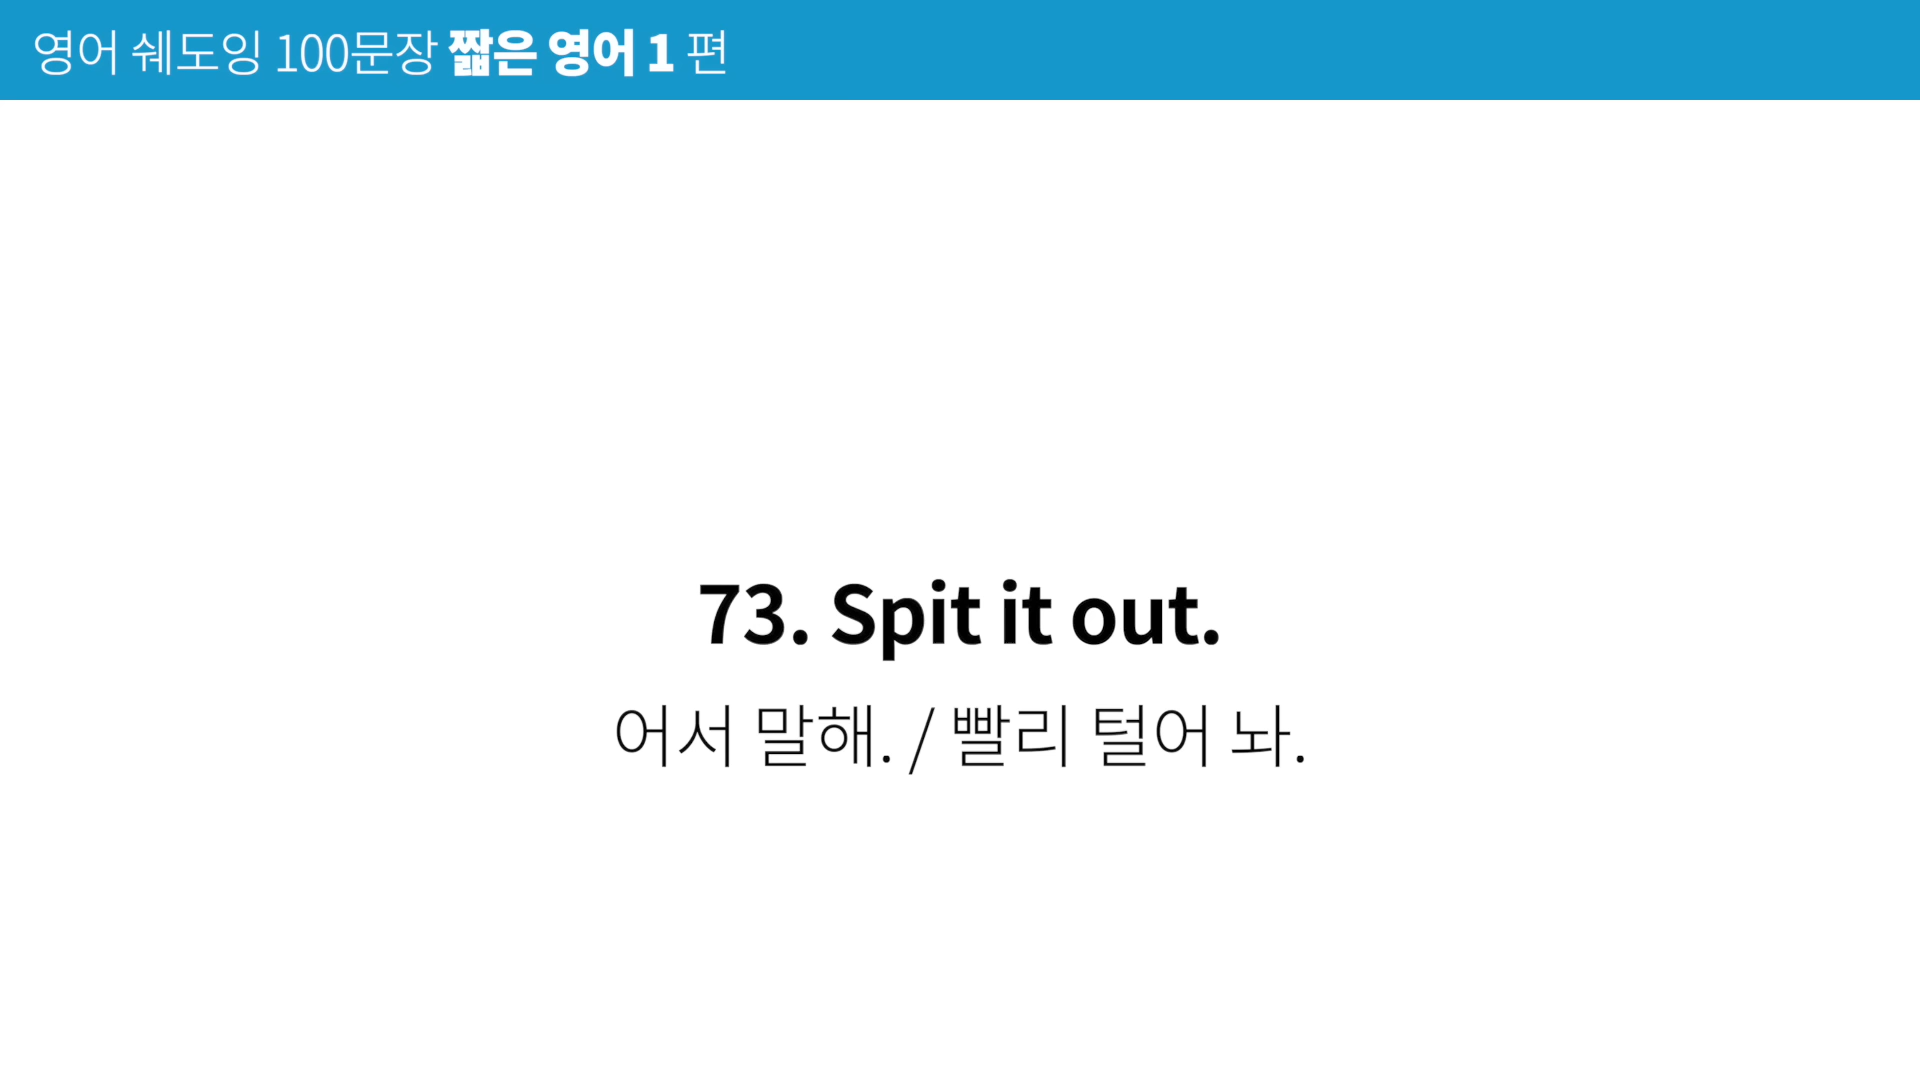 영어 쉐도잉 100문장 짧은 영어 1 편
73. Spit it out.
어서 말해. / 빨리 털어 놔.